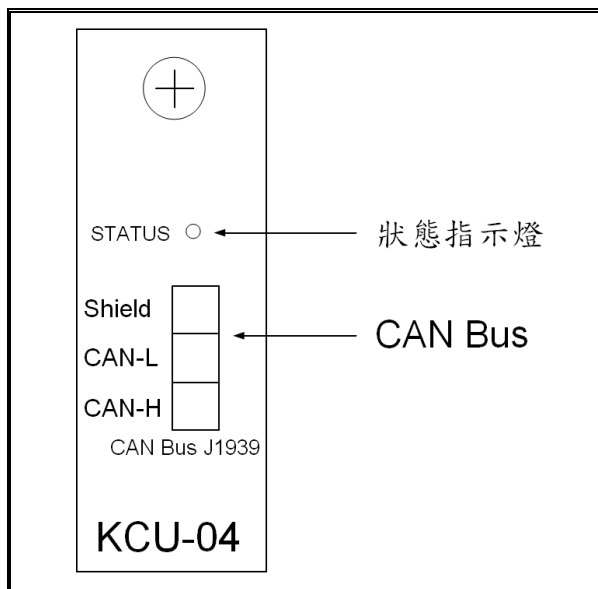 STATUS
狀態指示燈
Shield
CAN-L
CAN-H
CAN Bus
CAN Bus J1939
KCU-04